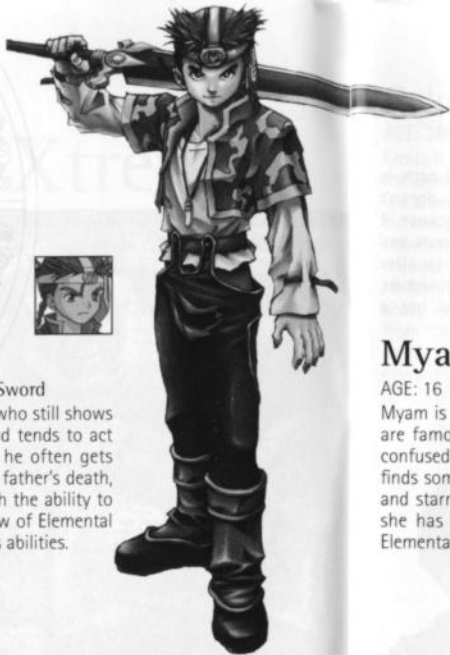 Xtre
Sword
who still shows
d tends to act
he often gets
father's death,
h the ability to
w of Elemental
s abilities.
Mya
AGE: 16
Myam is
are famo
confused
finds som
and starr
she has
Elementa